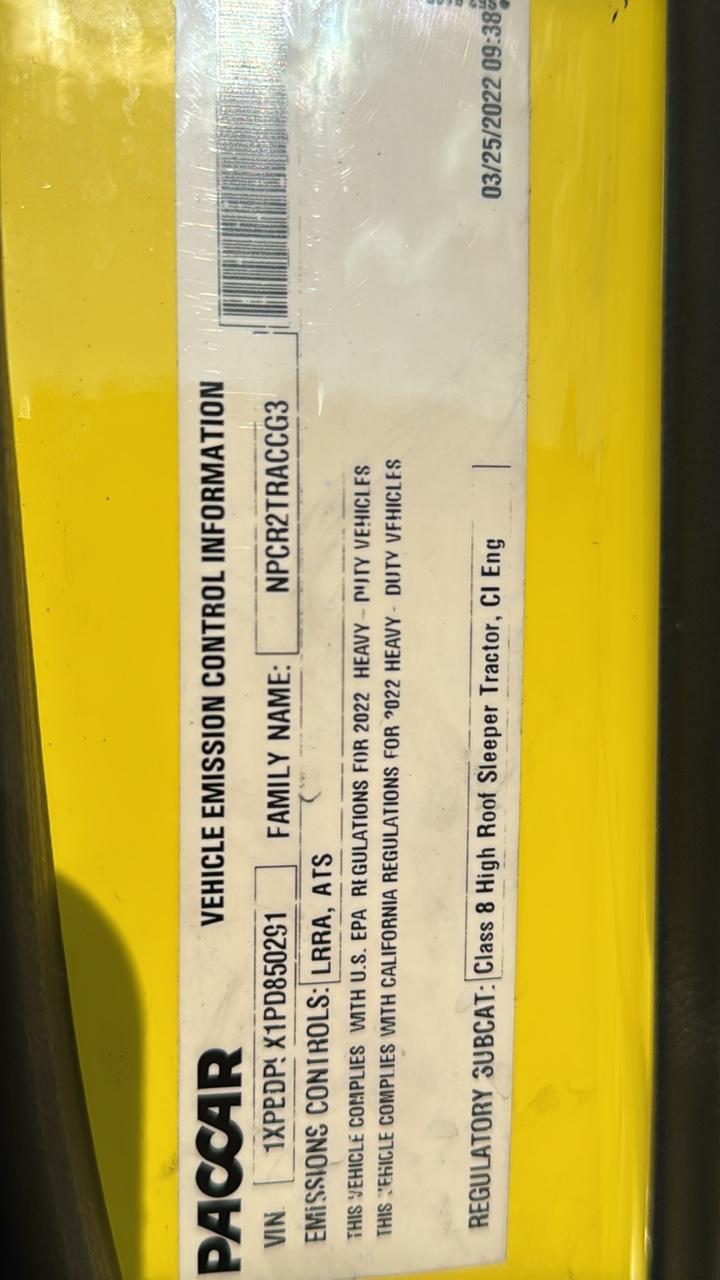 PACCAR
VEHICLE EMISSION CONTROL INFORMATION
VIN FAMILY NAME: NPCR2TRACCG3
EMISSIONS CONTROLS: LRRA, ATS
THIS VEHICLE COMPLIES WITH U.S. EPA REGULATIONS FOR 2022 HEAVY - DUTY VEHICLES
THIS VEHICLE COMPLIES WITH CALIFORNIA REGULATIONS FOR 2022 HEAVY - DUTY VEHICLES
REGULATORY SUBCAT: Class 8 High Roof Sleeper Tractor, CI Eng
03/25/2022 09:38